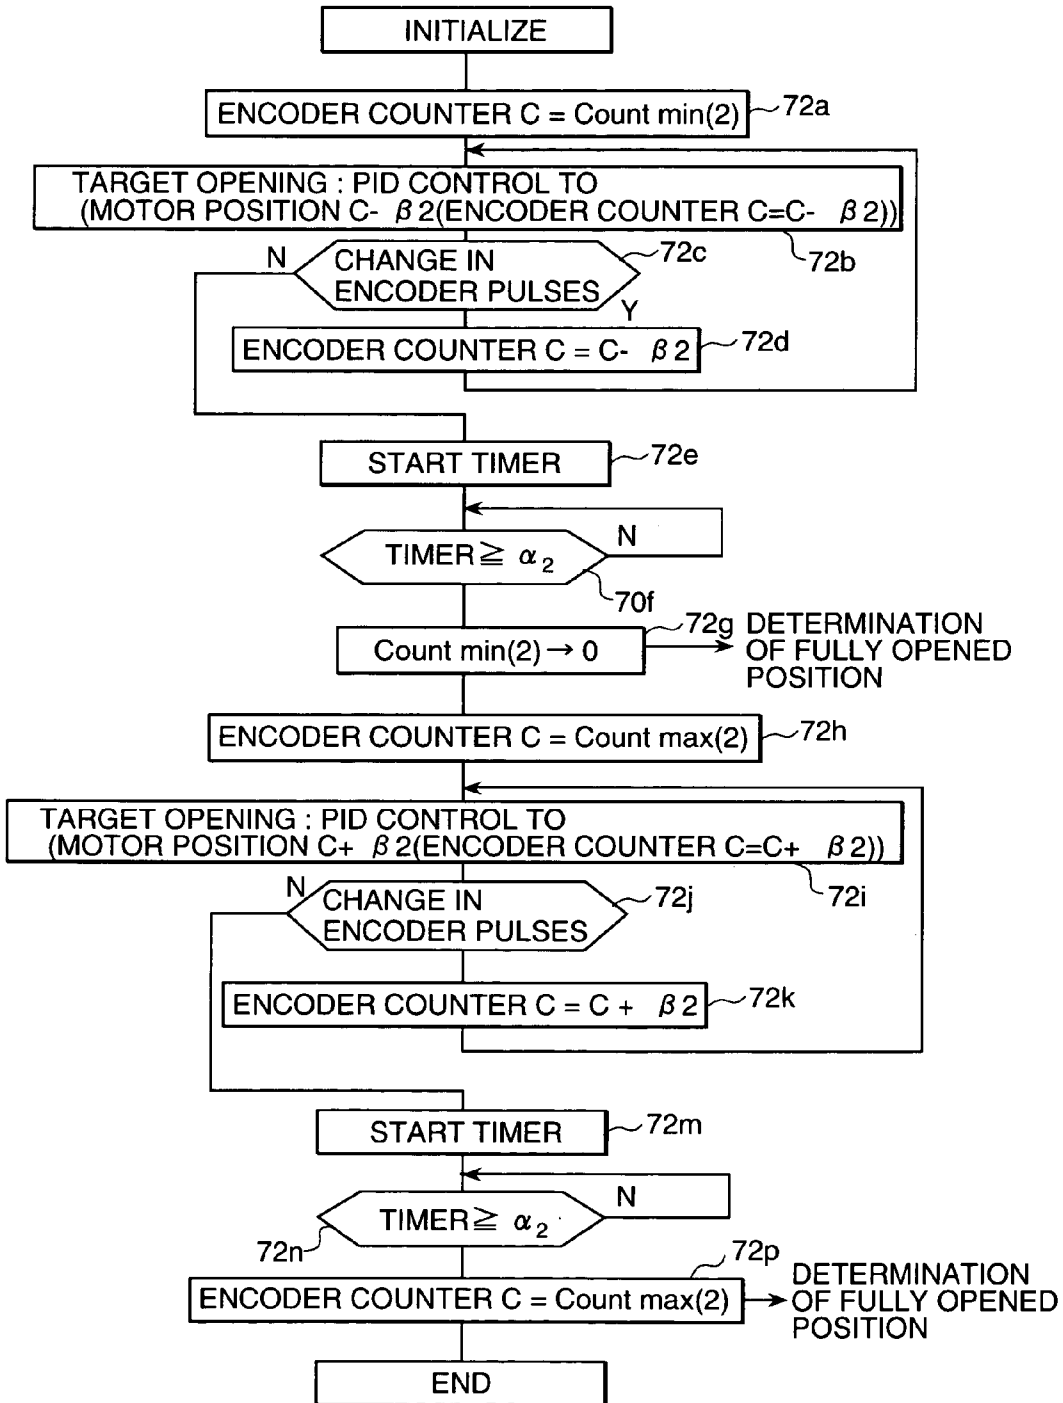 INITIALIZE
ENCODER COUNTER C = Count min(2)
72a
TARGET OPENING : PID CONTROL TO
(MOTOR POSITION C- β2(ENCODER COUNTER C=C- β2))
72b
N
CHANGE IN
ENCODER PULSES
72c
Y
ENCODER COUNTER C = C- β2
72d
START TIMER
72e
TIMER ≧ α2
N
70f
Count min(2) → 0
72g
DETERMINATION
OF FULLY OPENED
POSITION
ENCODER COUNTER C = Count max(2)
72h
TARGET OPENING : PID CONTROL TO
(MOTOR POSITION C+ β2(ENCODER COUNTER C=C+ β2))
72i
N
CHANGE IN
ENCODER PULSES
72j
ENCODER COUNTER C = C + β2
72k
START TIMER
72m
TIMER ≧ α2
N
72n
72p
ENCODER COUNTER C = Count max(2)
DETERMINATION
OF FULLY OPENED
POSITION
END